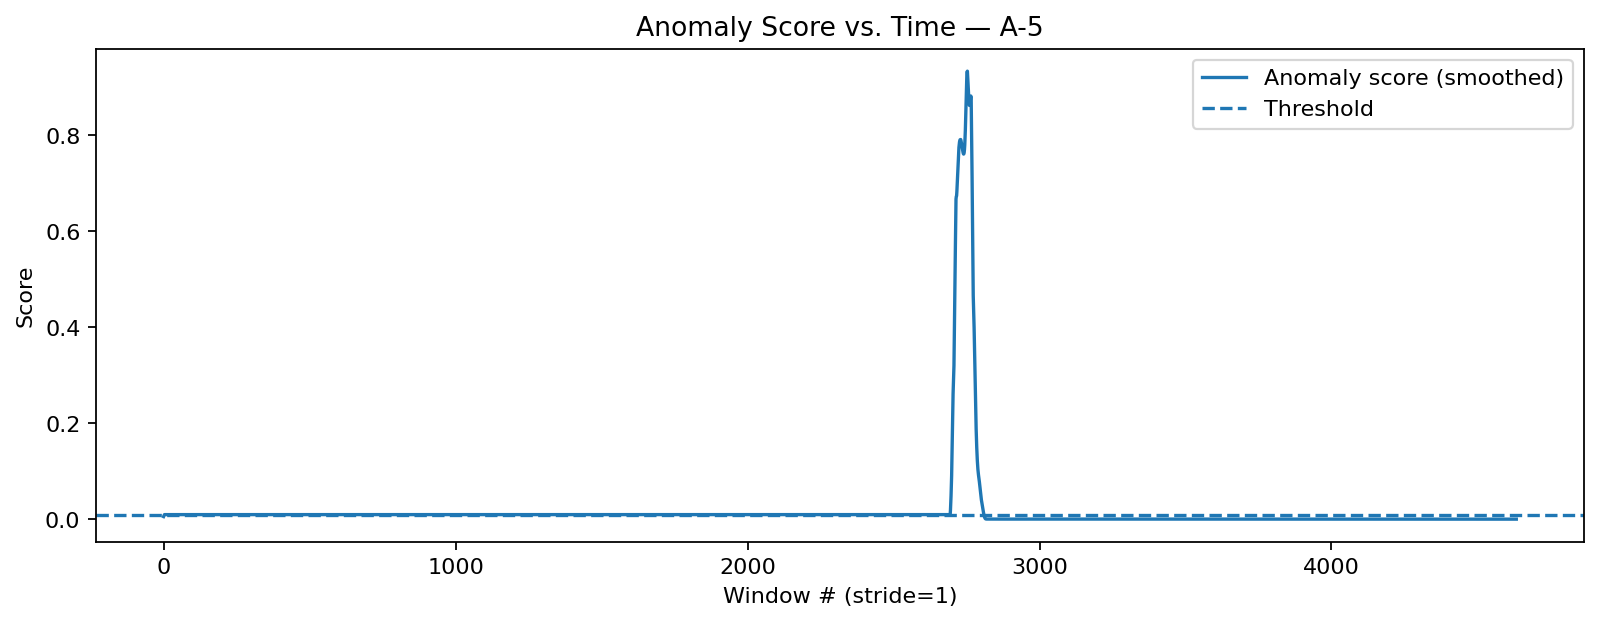 Anomaly Score vs. Time — A-5
Anomaly score (smoothed)
Threshold
Score
0.8
0.6
0.4
0.2
0.0
0 1000 2000 3000 4000
Window # (stride=1)